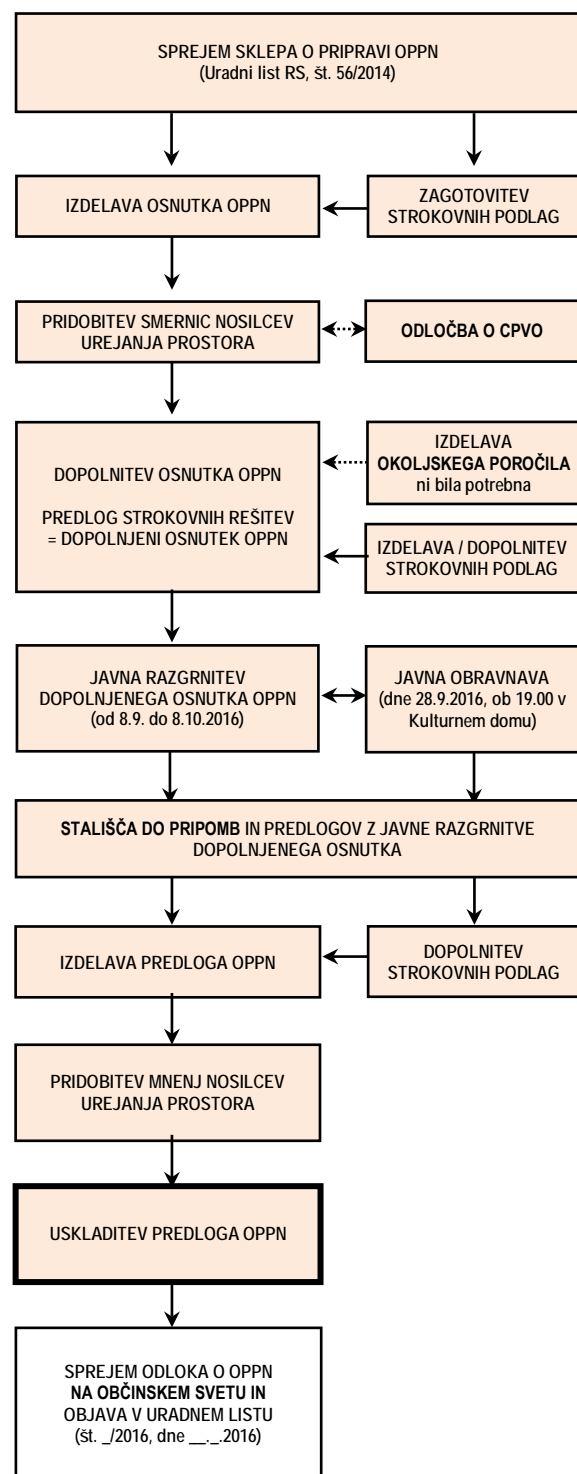 SPREJEM SKLEPA O PRIPRAVI OPPN
(Uradni list RS, št. 56/2014)
IZDELAVA OSNUTKA OPPN
ZAGOTOVITEV
STROKOVNIH PODLAG
PRIDOBITEV SMERNIC NOSILCEV
UREJANJA PROSTORA
ODLOČBA O CPVO
DOPOLNITEV OSNUTKA OPPN
PREDLOG STROKOVNIH REŠITEV
= DOPOLNJENI OSNUTEK OPPN
IZDELAVA
OKOLJSKEGA POROČILA
ni bila potrebna
IZDELAVA / DOPOLNITEV
STROKOVNIH PODLAG
JAVNA RAZGRNITEV
DOPOLNJENEGA OSNUTKA OPPN
(od 8.9. do 8.10.2016)
JAVNA OBRAVNAVA
(dne 28.9.2016, ob 19.00 v
Kulturnem domu)
STALIŠČA DO PRIPOMB IN PREDLOGOV Z JAVNE RAZGRNITVE
DOPOLNJENEGA OSNUTKA
IZDELAVA PREDLOGA OPPN
DOPOLNITEV
STROKOVNIH PODLAG
PRIDOBITEV MNENJ NOSILCEV
UREJANJA PROSTORA
USKLADITEV PREDLOGA OPPN
SPREJEM ODLOKA O OPPN
NA OBČINSKEM SVETU IN
OBJAVA V URADNEM LISTU
(št. _/2016, dne __._.2016)